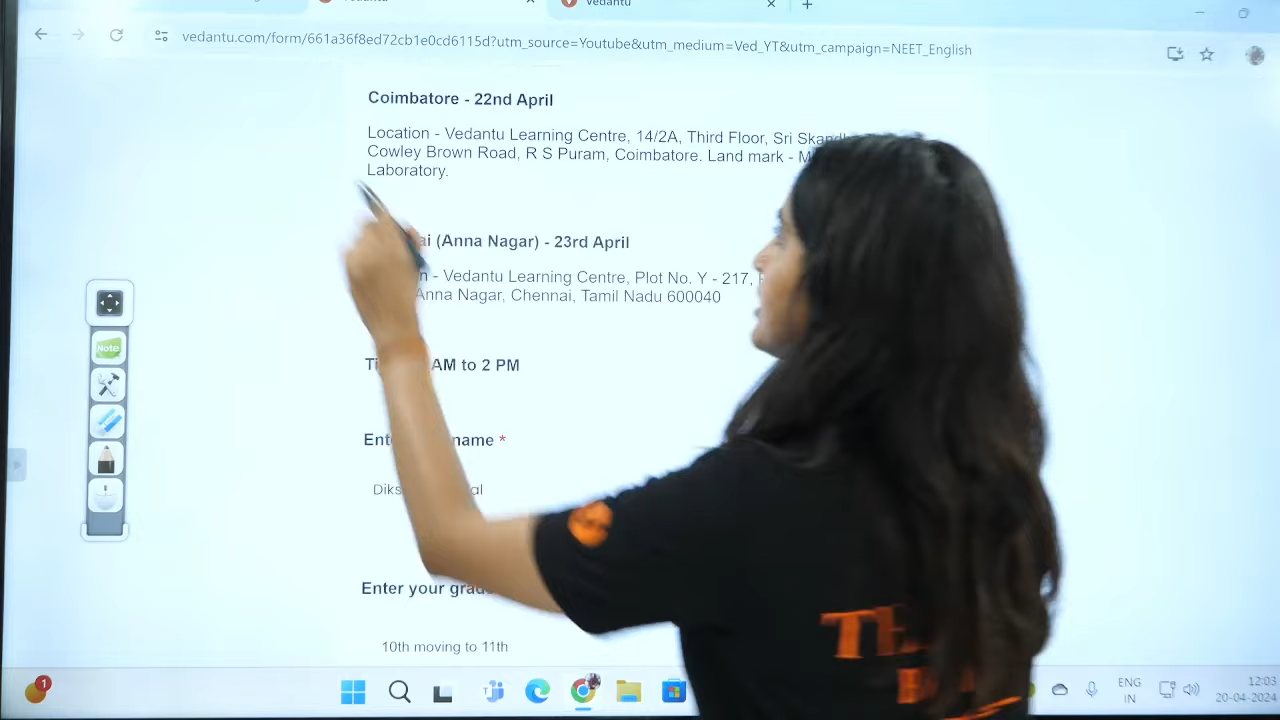 Vedantu
vedantu.com/form/661a36f8ed72cb1e0cd6115d?utm_source=Youtube&utm_medium=Ved_YT&utm_campaign=NEET_English
Coimbatore - 22nd April
Location - Vedantu Learning Centre, 14/2A, Third Floor, Sri
Cowley Brown Road, R S Puram, Coimbatore. Land mark -
Laboratory.
(Anna Nagar) - 23rd April
- Vedantu Learning Centre, Plot No. Y - 217,
Anna Nagar, Chennai, Tamil Nadu 600040
AM to 2 PM
name *
Enter your
10th moving to 11th
Note
1
ENG
IN
12:03
20-04-2024